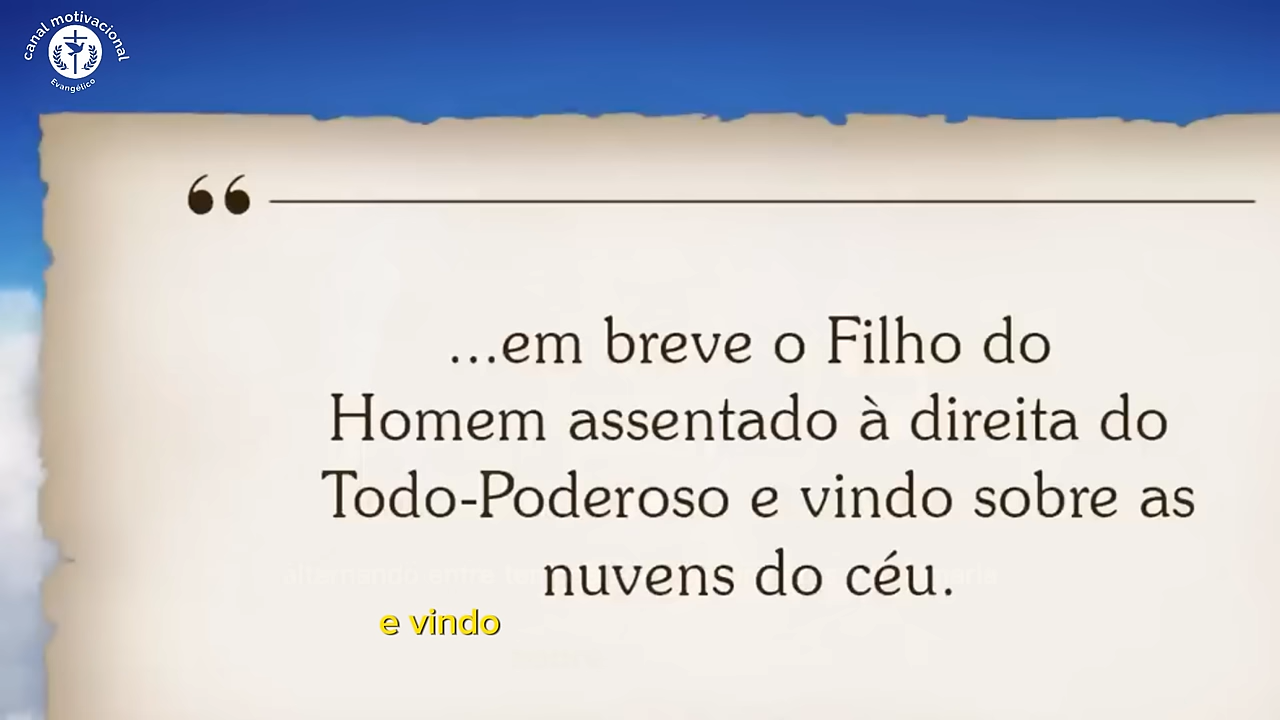 canal motivacional
Evangélico
“
...em breve o Filho do
Homem assentado à direita do
Todo-Poderoso e vindo sobre as
nuvens do céu.
e vindo